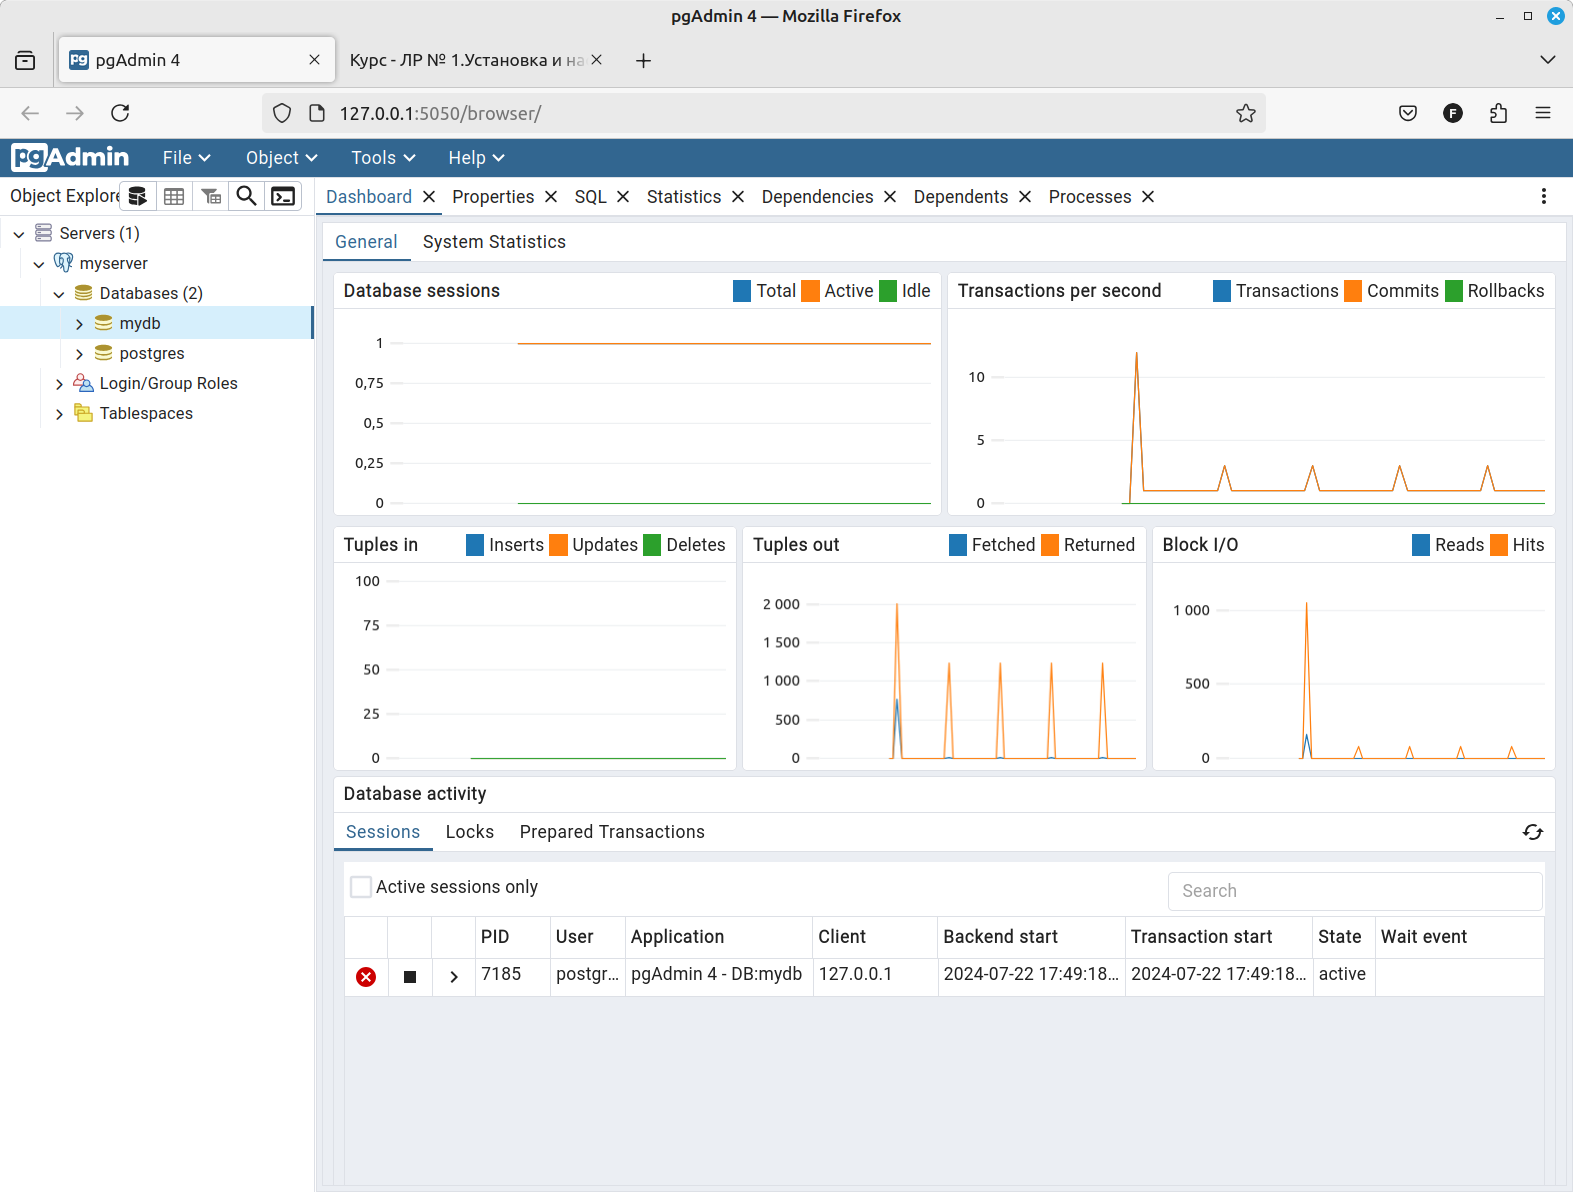 pgAdmin 4 — Mozilla Firefox
pgAdmin 4
Курс - ЛР № 1.Установка и на
127.0.0.1:5050/browser/
pgAdmin File Object Tools Help
Object Explore
Dashboard Properties SQL Statistics Dependencies Dependents Processes
Servers (1)
myserver
Databases (2)
mydb
postgres
Login/Group Roles
Tablespaces
General System Statistics
Database sessions Total Active Idle
1
0,75
0,5
0,25
0
Transactions per second Transactions Commits Rollbacks
10
5
0
Tuples in Inserts Updates Deletes
100
75
50
25
0
Tuples out Fetched Returned
2 000
1 500
1 000
500
0
Block I/O Reads Hits
1 000
500
0
Database activity
Sessions Locks Prepared Transactions
Active sessions only
Search
PID User Application Client Backend start Transaction start State Wait event
7185 postgr... pgAdmin 4 - DB:mydb 127.0.0.1 2024-07-22 17:49:18... 2024-07-22 17:49:18... active